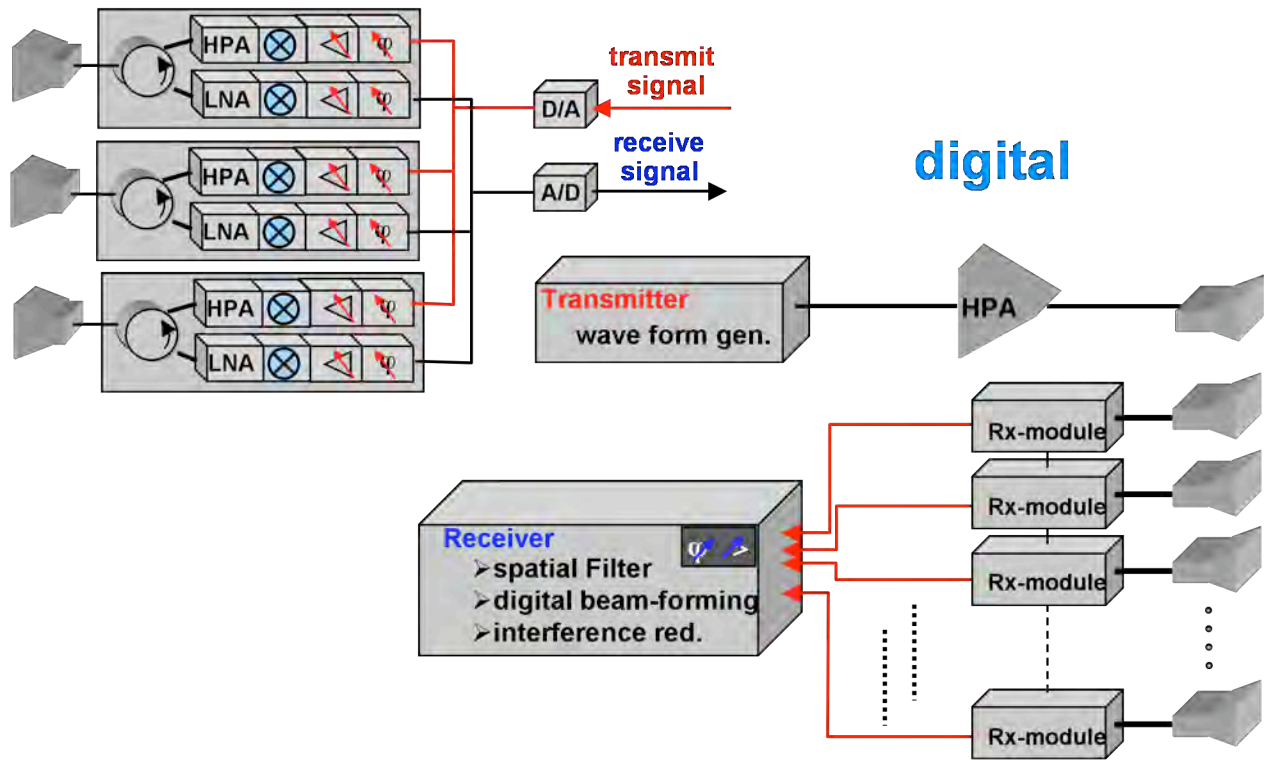 HPA
φ
LNA
φ
HPA
φ
LNA
φ
HPA
φ
LNA
φ
transmit
signal
D/A
receive
signal
A/D
digital
Transmitter
wave form gen.
HPA
Rx-module
Rx-module
Rx-module
Rx-module
Receiver
φ
➢spatial Filter
➢digital beam-forming
➢interference red.